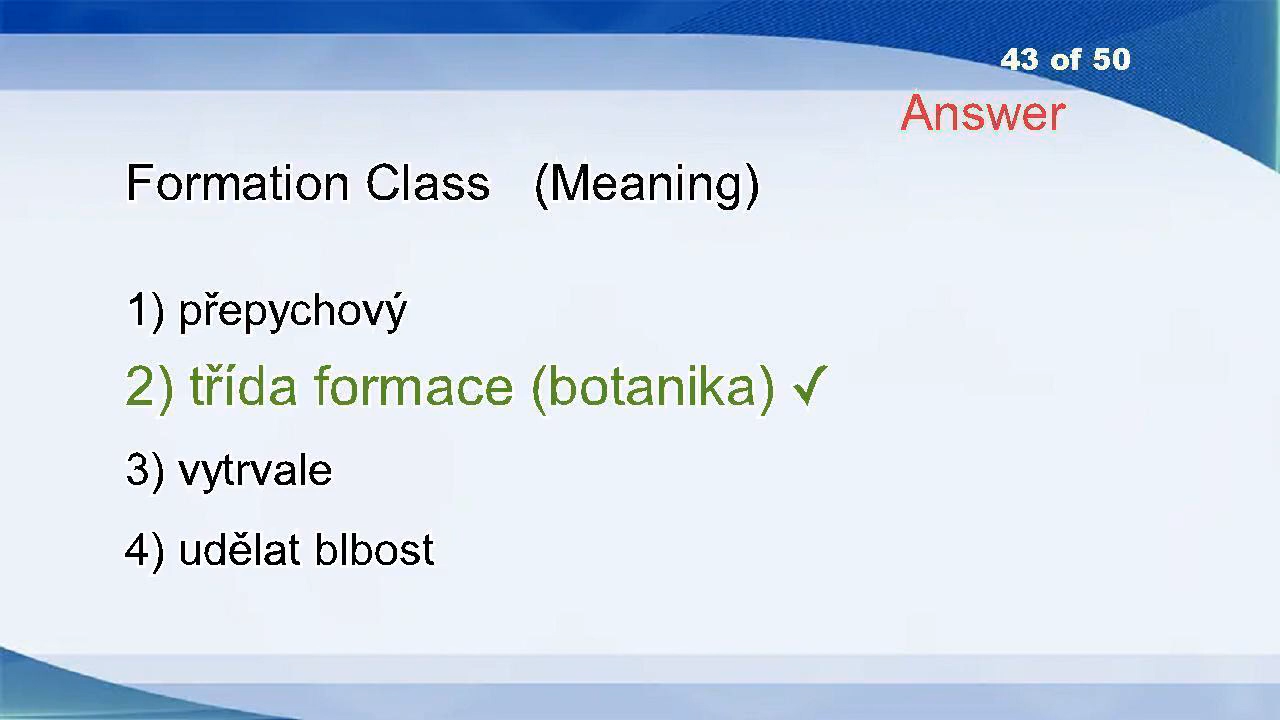 43 of 50
Answer
Formation Class (Meaning)
1) přepychový
2) třída formace (botanika) ✓
3) vytrvale
4) udělat blbost